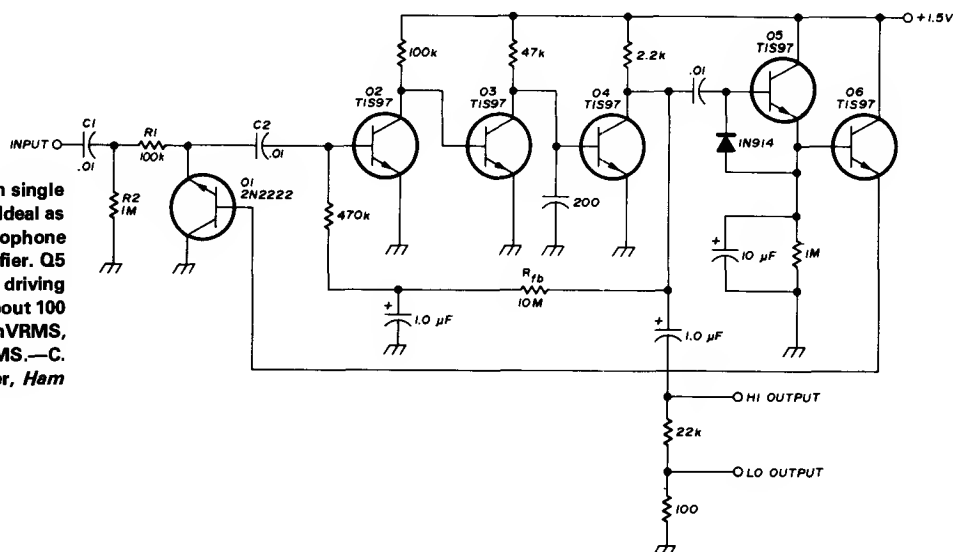 +1.5V
100k
47k
2.2k
Q5
TIS97
Q2
TIS97
Q3
TIS97
Q4
TIS97
.01
Q6
TIS97
1N914
INPUT
C1
.01
R1
100k
C2
.01
R2
1M
Q1
2N2222
470k
200
10 µF
1M
Rfb
10M
1.0 µF
1.0 µF
HI OUTPUT
22k
LO OUTPUT
100
n single
Ideal as
ophone
fier. Q5
driving
bout 100
nVRMS,
MS.—C.
er, Ham